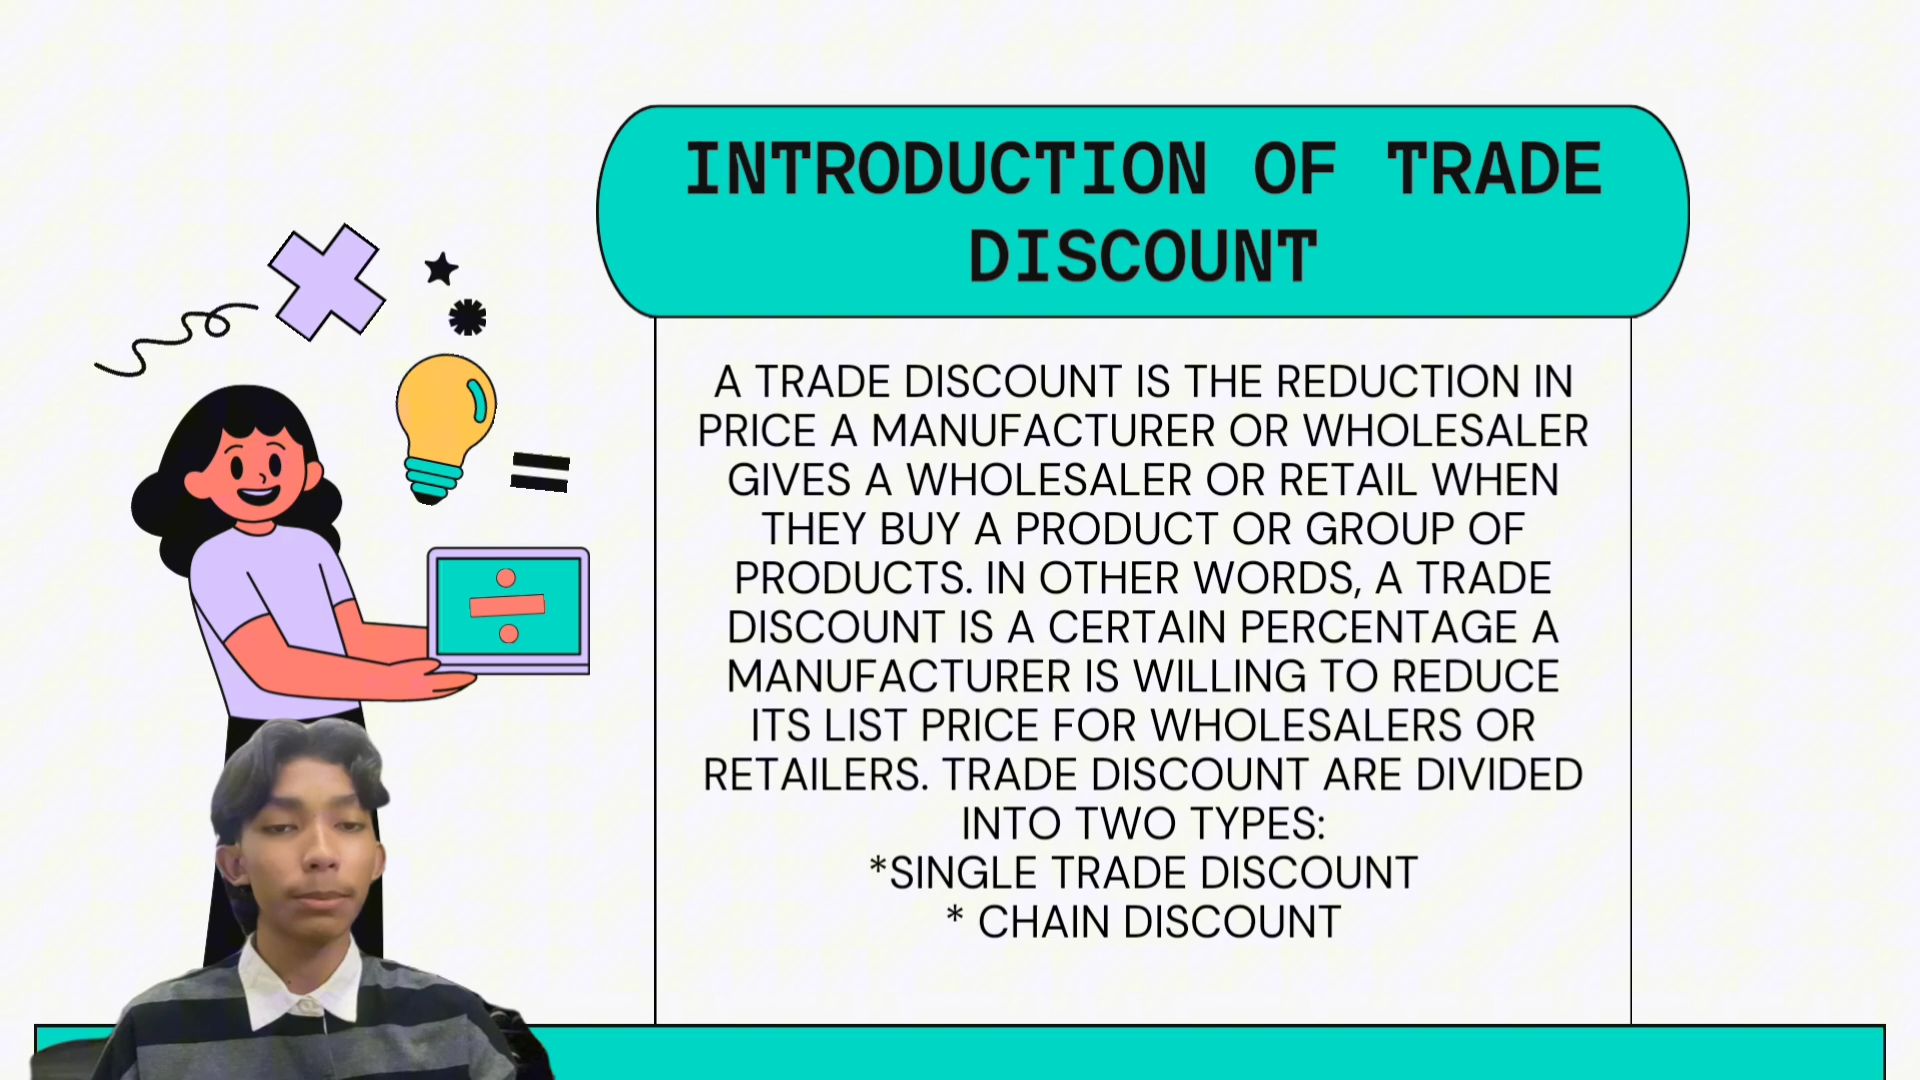 INTRODUCTION OF TRADE
DISCOUNT
A TRADE DISCOUNT IS THE REDUCTION IN
PRICE A MANUFACTURER OR WHOLESALER
GIVES A WHOLESALER OR RETAIL WHEN
THEY BUY A PRODUCT OR GROUP OF
PRODUCTS. IN OTHER WORDS, A TRADE
DISCOUNT IS A CERTAIN PERCENTAGE A
MANUFACTURER IS WILLING TO REDUCE
ITS LIST PRICE FOR WHOLESALERS OR
RETAILERS. TRADE DISCOUNT ARE DIVIDED
INTO TWO TYPES:
*SINGLE TRADE DISCOUNT
* CHAIN DISCOUNT